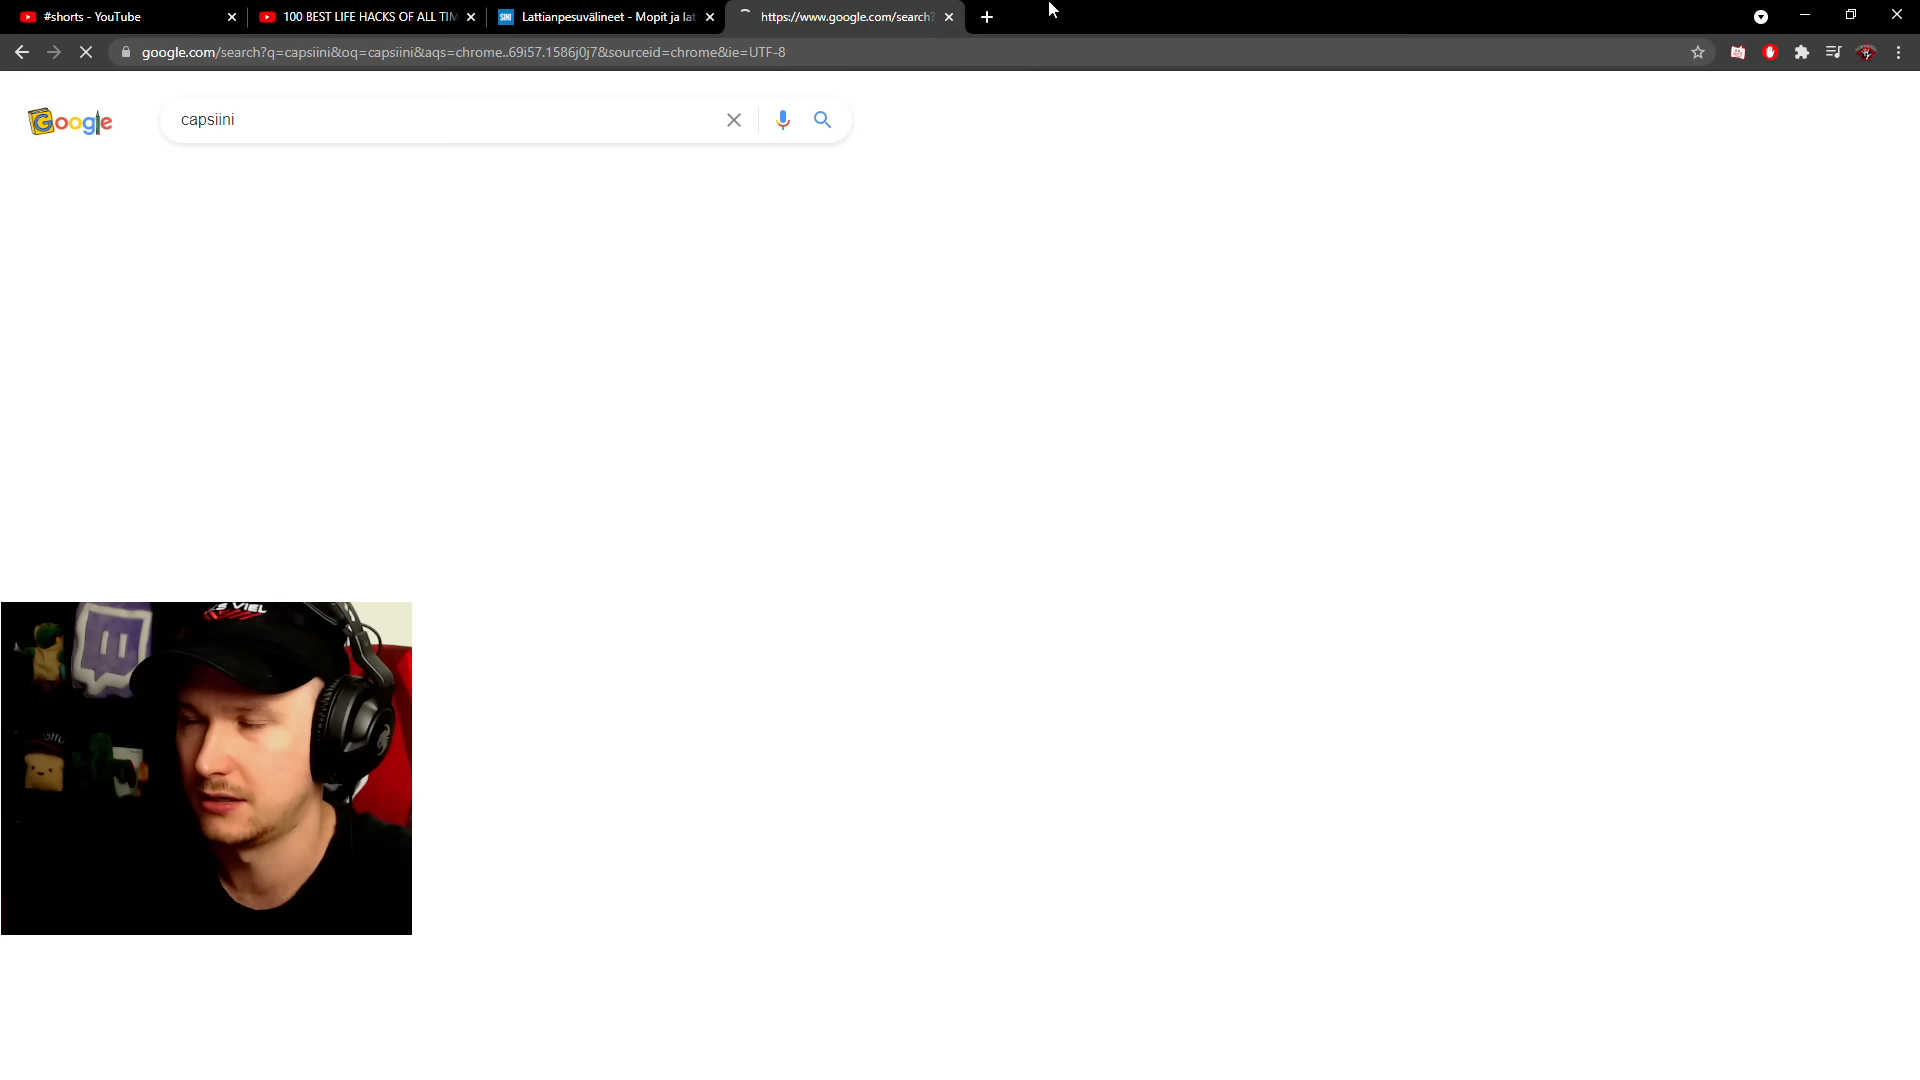 #shorts - YouTube
100 BEST LIFE HACKS OF ALL TIM
Lattianpesuvälineet - Mopit ja lat
https://www.google.com/search?
google.com/search?q=capsiini&oq=capsiini&aqs=chrome..69i57.1586j0j7&sourceid=chrome&ie=UTF-8
Google
capsiini